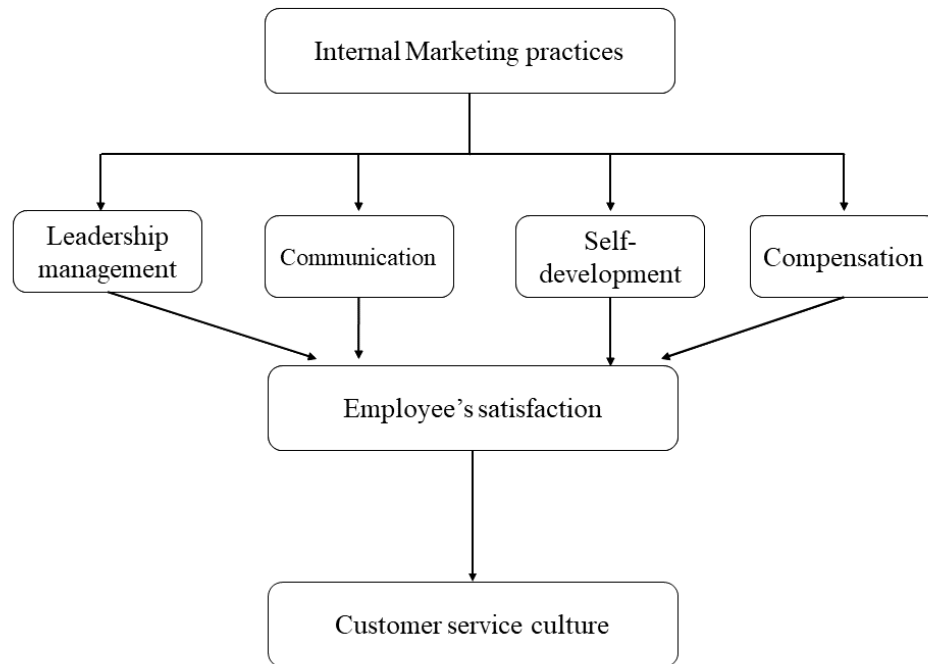 Internal Marketing practices
Leadership
management
Communication
Self-
development
Compensation
Employee’s satisfaction
Customer service culture